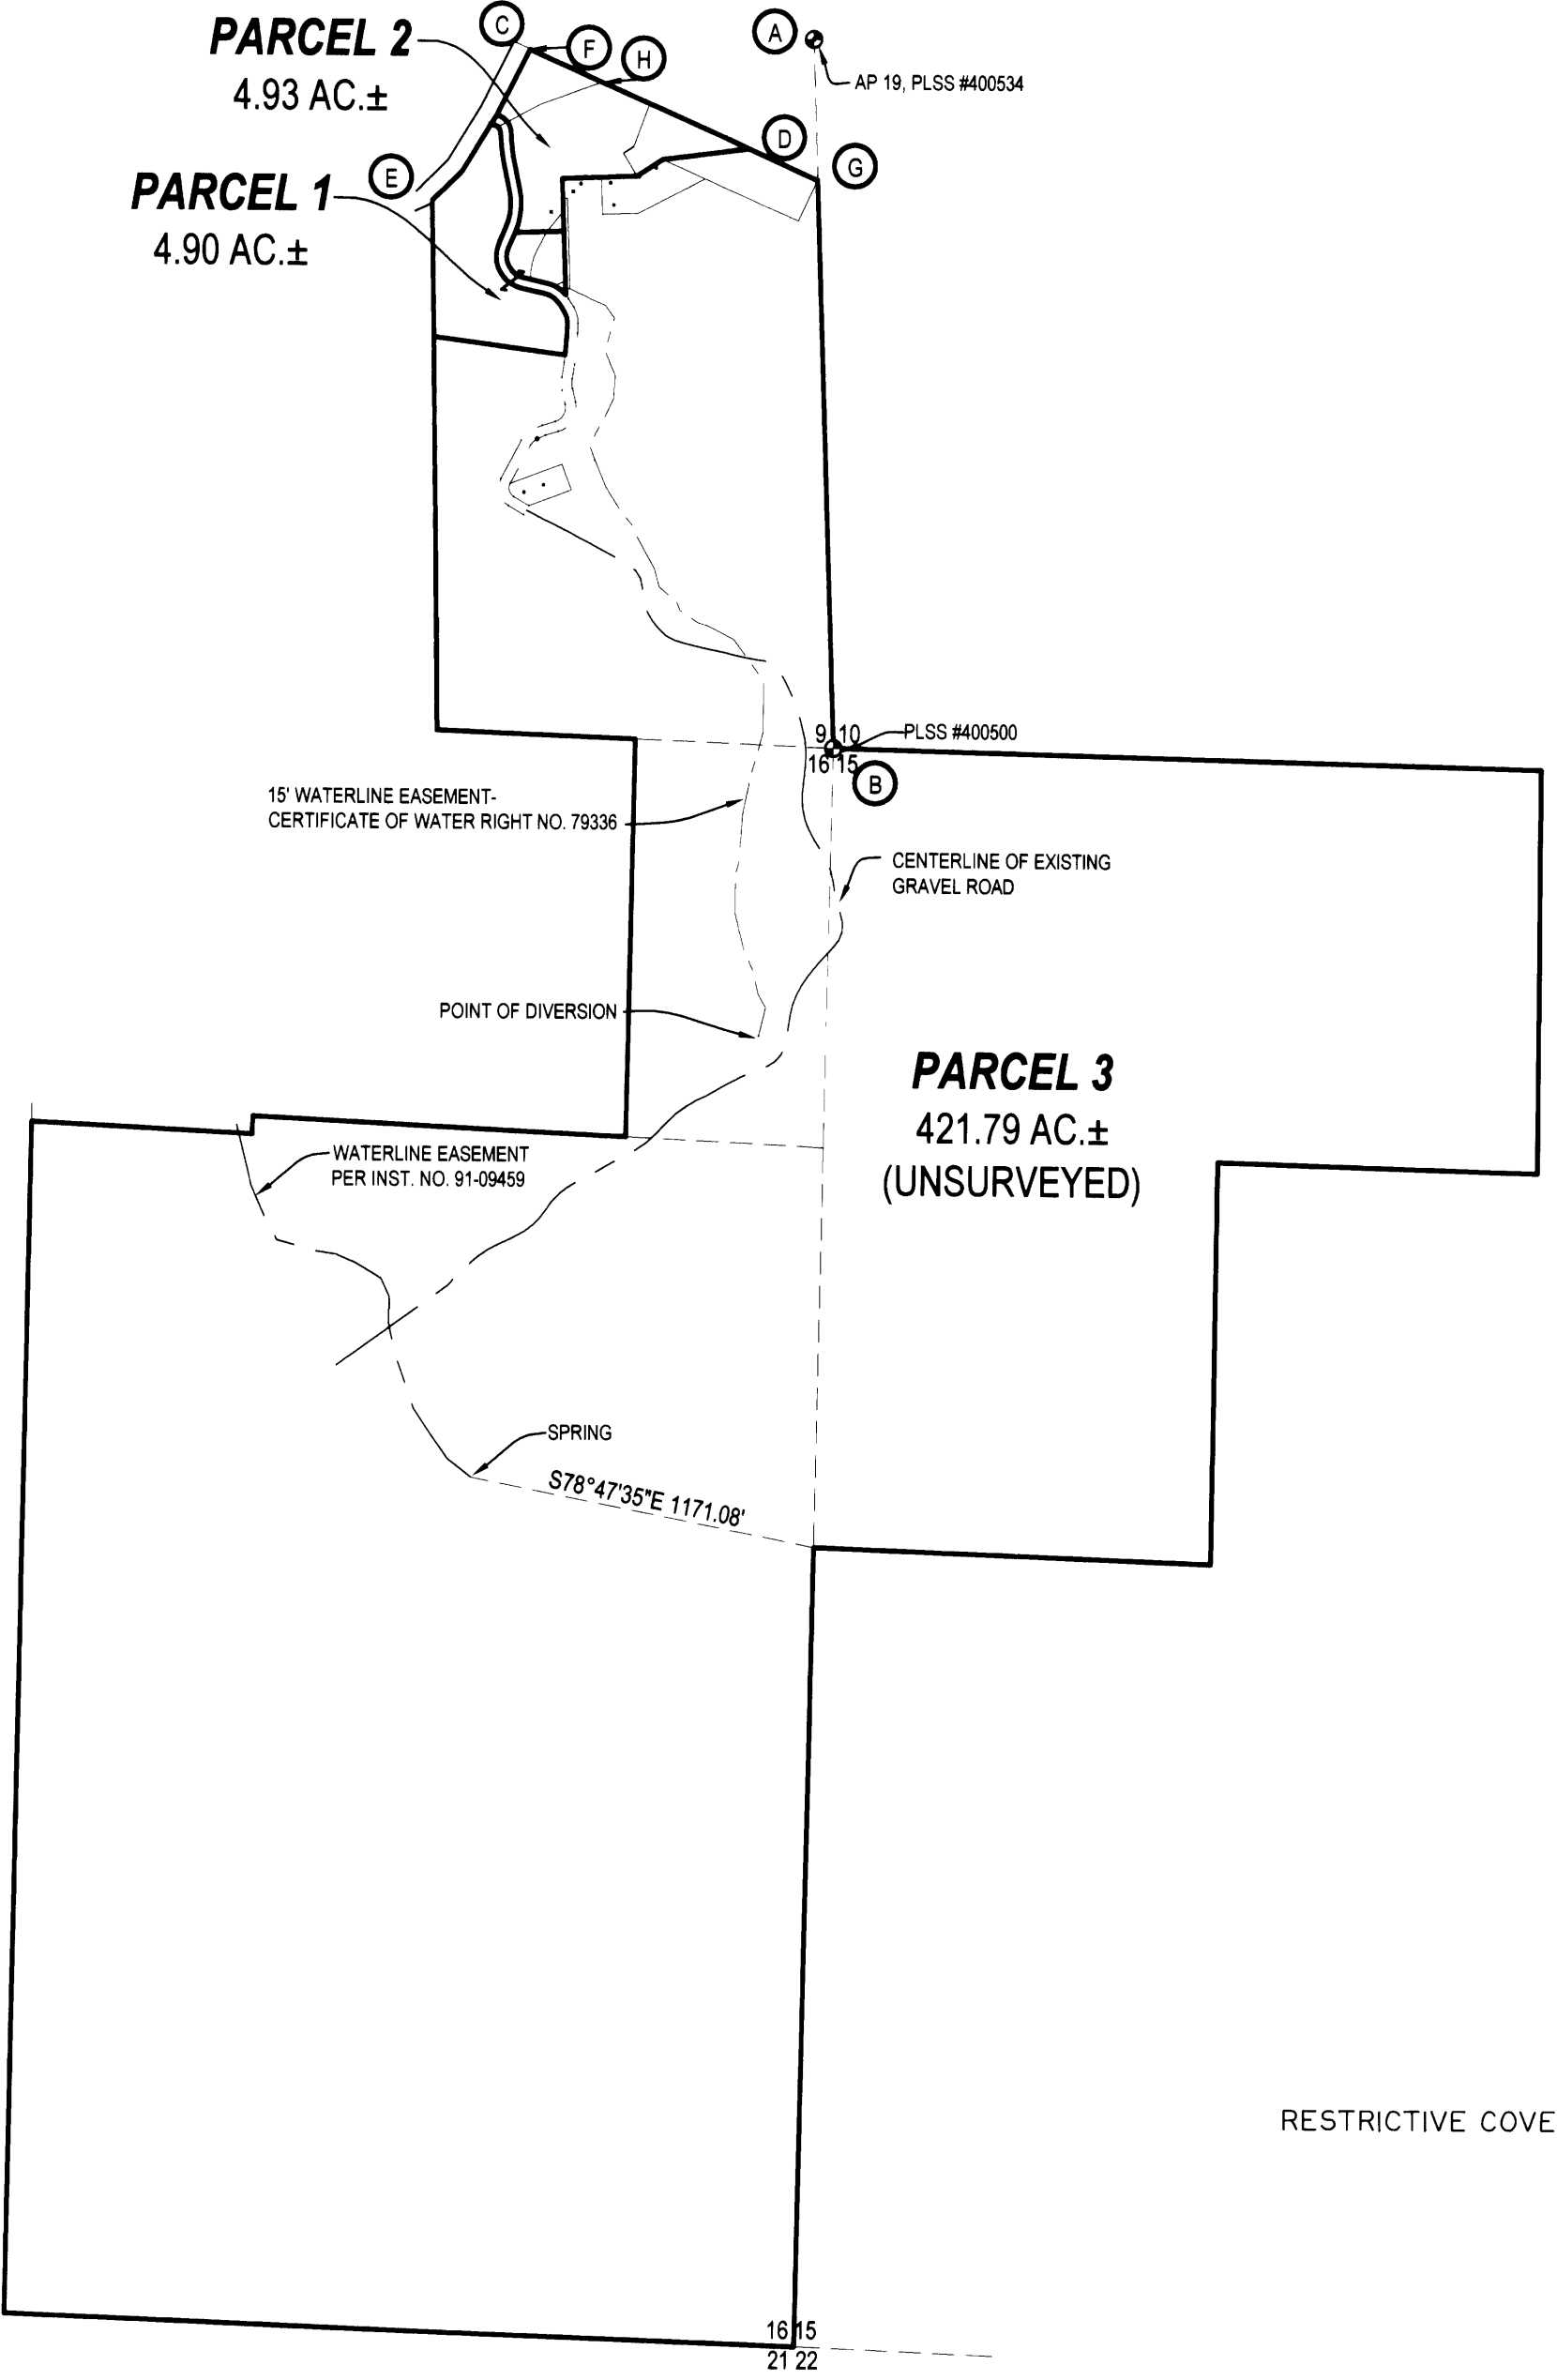 PARCEL 2
4.93 AC.±
C
F
H
A
AP 19, PLSS #400534
D
G
PARCEL 1
4.90 AC.±
E
9 10
PLSS #400500
16 15
B
15' WATERLINE EASEMENT-
CERTIFICATE OF WATER RIGHT NO. 79336
CENTERLINE OF EXISTING
GRAVEL ROAD
POINT OF DIVERSION
PARCEL 3
421.79 AC.±
(UNSURVEYED)
WATERLINE EASEMENT
PER INST. NO. 91-09459
SPRING
S78°47'35"E 1171.08'
RESTRICTIVE COVE
16 15
21 22